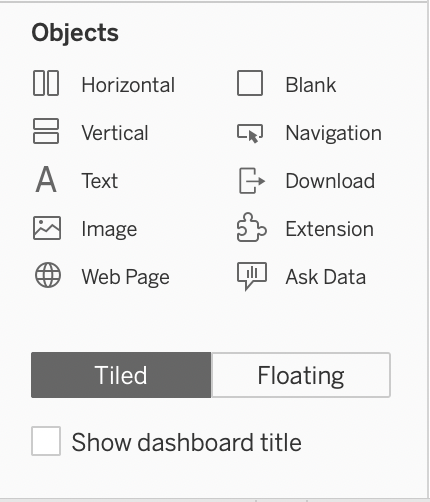 Objects
Horizontal
Blank
Vertical
Navigation
Text
Download
Image
Extension
Web Page
Ask Data
Tiled
Floating
Show dashboard title